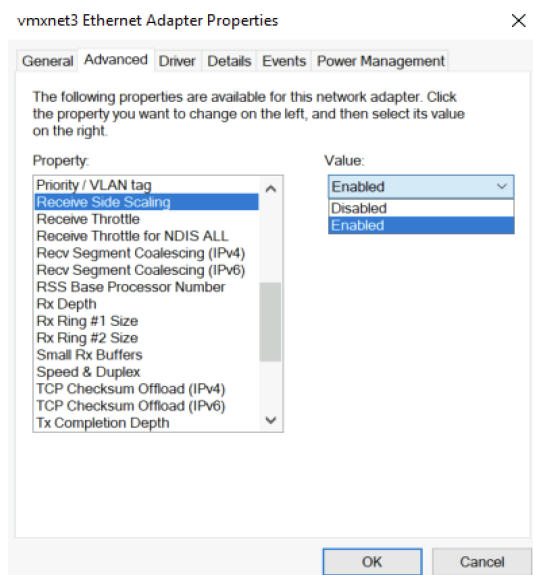 vmxnet3 Ethernet Adapter Properties
General Advanced Driver Details Events Power Management
The following properties are available for this network adapter. Click
the property you want to change on the left, and then select its value
on the right.
Property:
Value:
Priority / VLAN tag
Receive Side Scaling
Receive Throttle
Receive Throttle for NDIS ALL
Recv Segment Coalescing (IPv4)
Recv Segment Coalescing (IPv6)
RSS Base Processor Number
Rx Depth
Rx Ring #1 Size
Rx Ring #2 Size
Small Rx Buffers
Speed & Duplex
TCP Checksum Offload (IPv4)
TCP Checksum Offload (IPv6)
Tx Completion Depth
Enabled
Disabled
Enabled
OK
Cancel